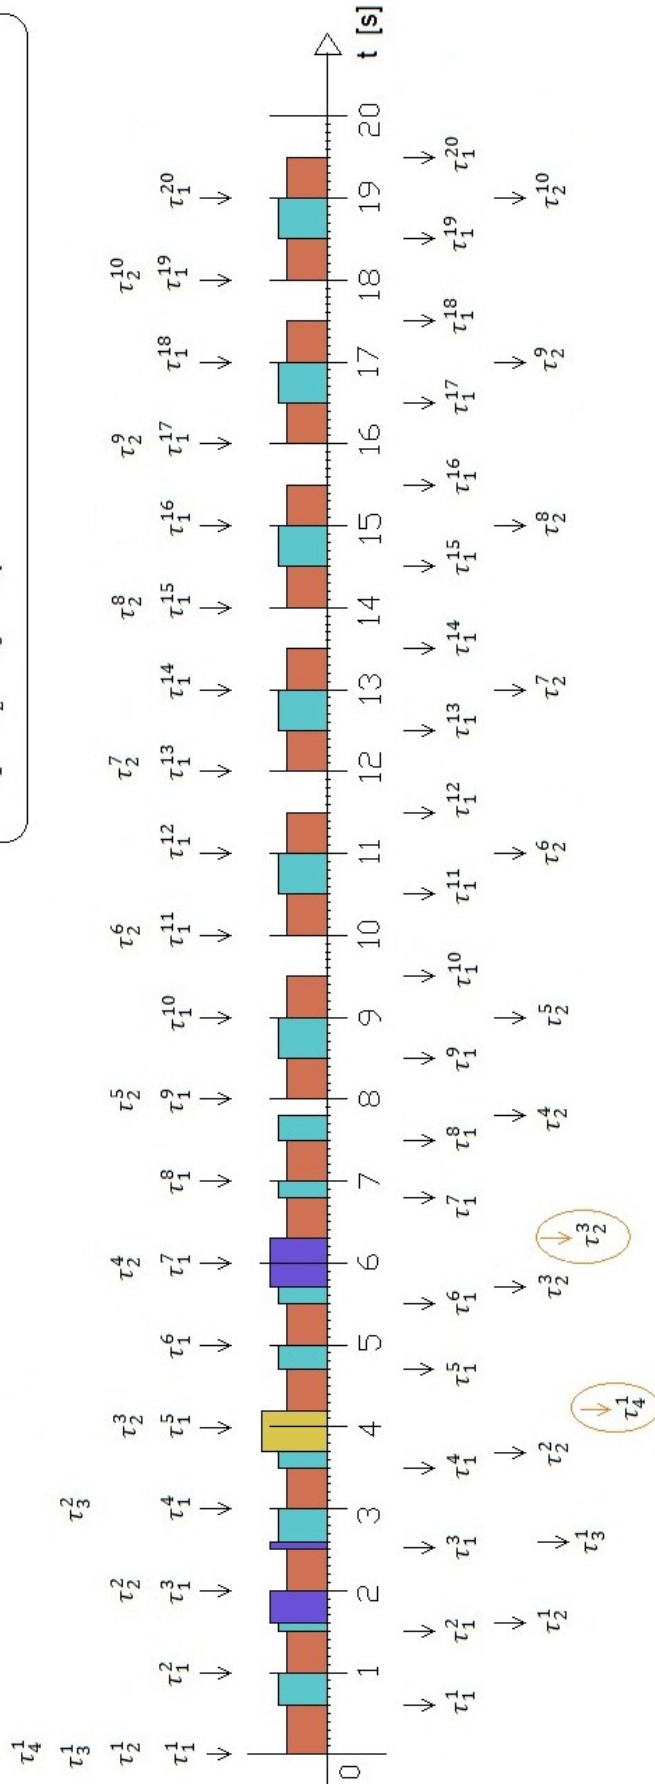 τ₄¹
τ₃¹ τ₃²
τ₂¹ τ₂² τ₂³ τ₂⁴ τ₂⁵ τ₂⁶ τ₂⁷ τ₂⁸ τ₂⁹ τ₂¹⁰
τ₁¹ τ₁² τ₁³ τ₁⁴ τ₁⁵ τ₁⁶ τ₁⁷ τ₁⁸ τ₁⁹ τ₁¹⁰ τ₁¹¹ τ₁¹² τ₁¹³ τ₁¹⁴ τ₁¹⁵ τ₁¹⁶ τ₁¹⁷ τ₁¹⁸ τ₁¹⁹ τ₁²⁰
0 1 2 3 4 5 6 7 8 9 10 11 12 13 14 15 16 17 18 19 20 t [s]
τ₁¹ τ₁² τ₁³ τ₁⁴ τ₁⁵ τ₁⁶ τ₁⁷ τ₁⁸ τ₁⁹ τ₁¹⁰ τ₁¹¹ τ₁¹² τ₁¹³ τ₁¹⁴ τ₁¹⁵ τ₁¹⁶ τ₁¹⁷ τ₁¹⁸ τ₁¹⁹ τ₁²⁰
τ₂¹ τ₂² τ₂³ τ₂⁴ τ₂⁵ τ₂⁶ τ₂⁷ τ₂⁸ τ₂⁹ τ₂¹⁰
τ₃¹ τ₂³
τ₄¹